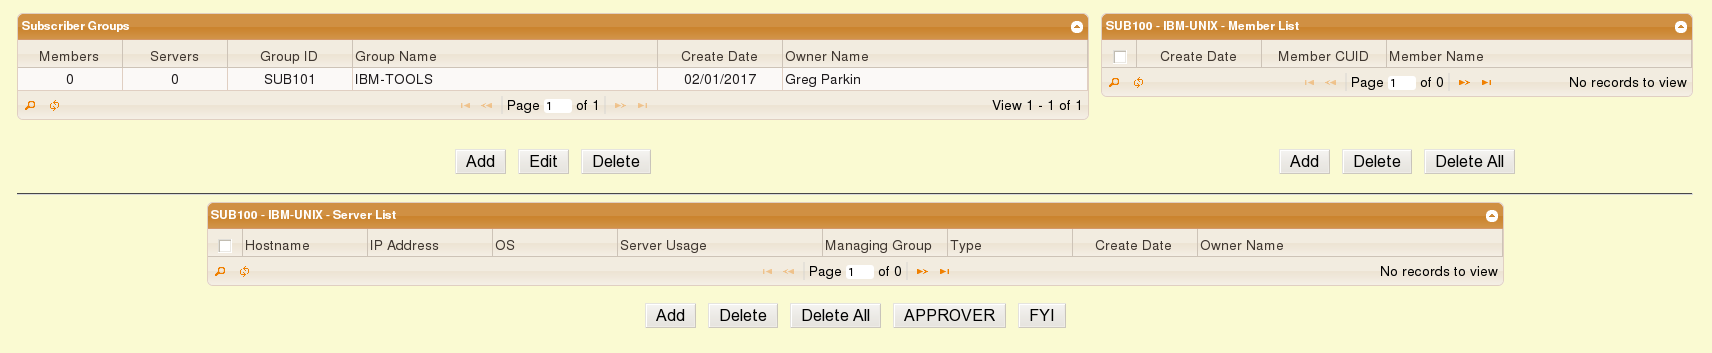 Subscriber Groups
Members Servers Group ID Group Name Create Date Owner Name
0 0 SUB101 IBM-TOOLS 02/01/2017 Greg Parkin
Page 1 of 1 View 1 - 1 of 1
Add Edit Delete
SUB100 - IBM-UNIX - Member List
Create Date Member CUID Member Name
Page 1 of 0 No records to view
Add Delete Delete All
SUB100 - IBM-UNIX - Server List
Hostname IP Address OS Server Usage Managing Group Type Create Date Owner Name
Page 1 of 0 No records to view
Add Delete Delete All APPROVER FYI